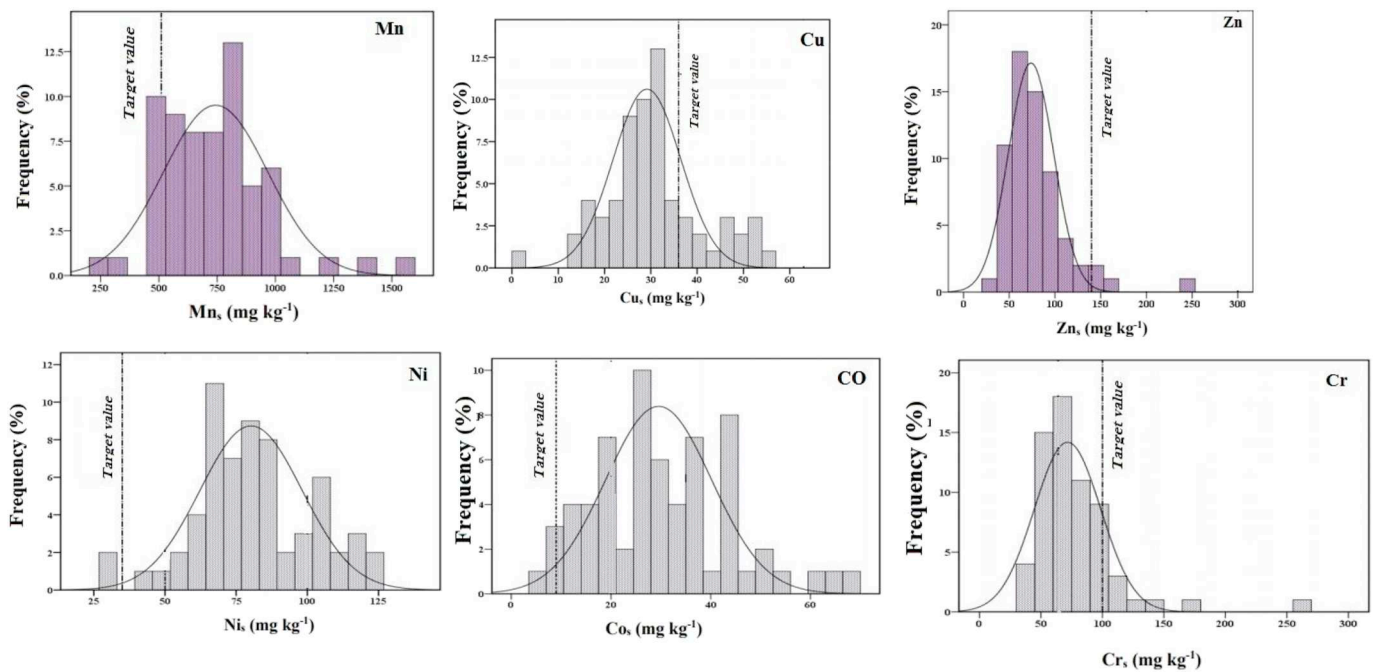 Mn
Target value
Frequency (%)
12.5
10.0
7.5
5.0
2.5
0.0
250 500 750 1000 1250 1500
Mnₛ (mg kg⁻¹)
Cu
Target value
Frequency (%)
12.5
10.0
7.5
5.0
2.5
0.0
0 10 20 30 40 50 60
Cuₛ (mg kg⁻¹)
Zn
Target value
Frequency (%)
20
15
10
5
0
0 50 100 150 200 250 300
Znₛ (mg kg⁻¹)
Ni
Target value
Frequency (%)
12
10
8
6
4
2
0
25 50 75 100 125
Niₛ (mg kg⁻¹)
CO
Target value
Frequency (%)
10
8
6
4
2
0
0 20 40 60
Coₛ (mg kg⁻¹)
Cr
Target value
Frequency (%)
20
15
10
5
0
0 50 100 150 200 250 300
Crₛ (mg kg⁻¹)